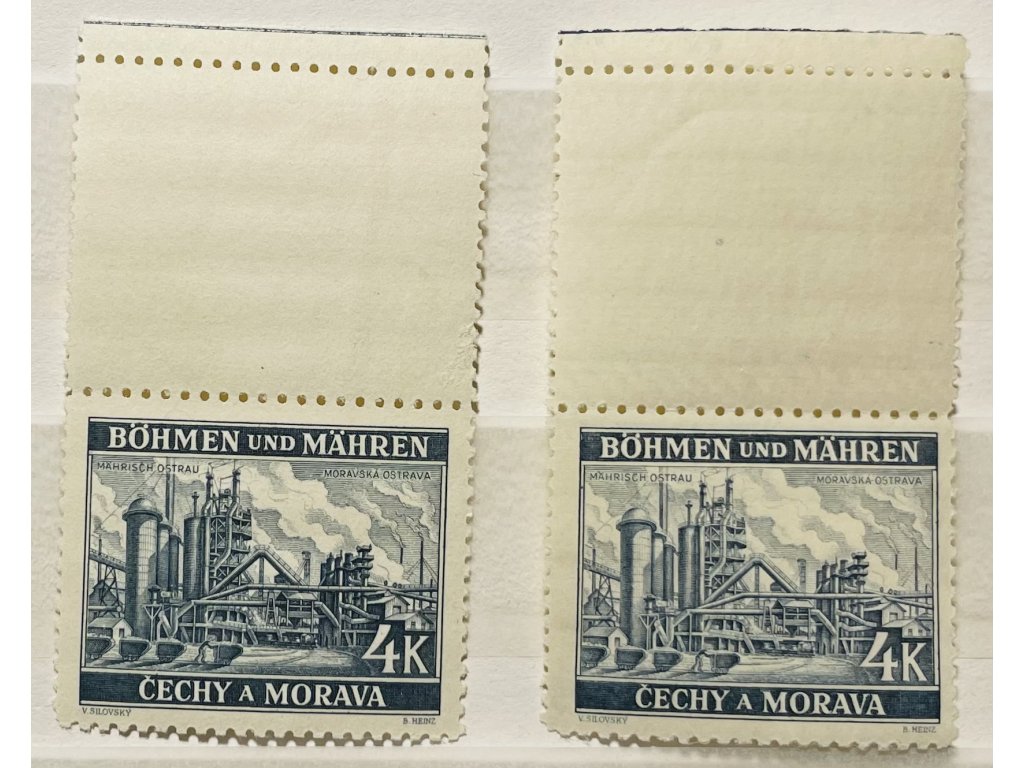 BÖHMEN UND MÄHREN
MÄHRISCH OSTRAU
MORAVSKÁ OSTRAVA
4K
ČECHY A MORAVA
V. SILOVSKÝ
B. HEINZ
BÖHMEN UND MÄHREN
MÄHRISCH OSTRAU
MORAVSKÁ OSTRAVA
4K
ČECHY A MORAVA
V. SILOVSKÝ
B. HEINZ